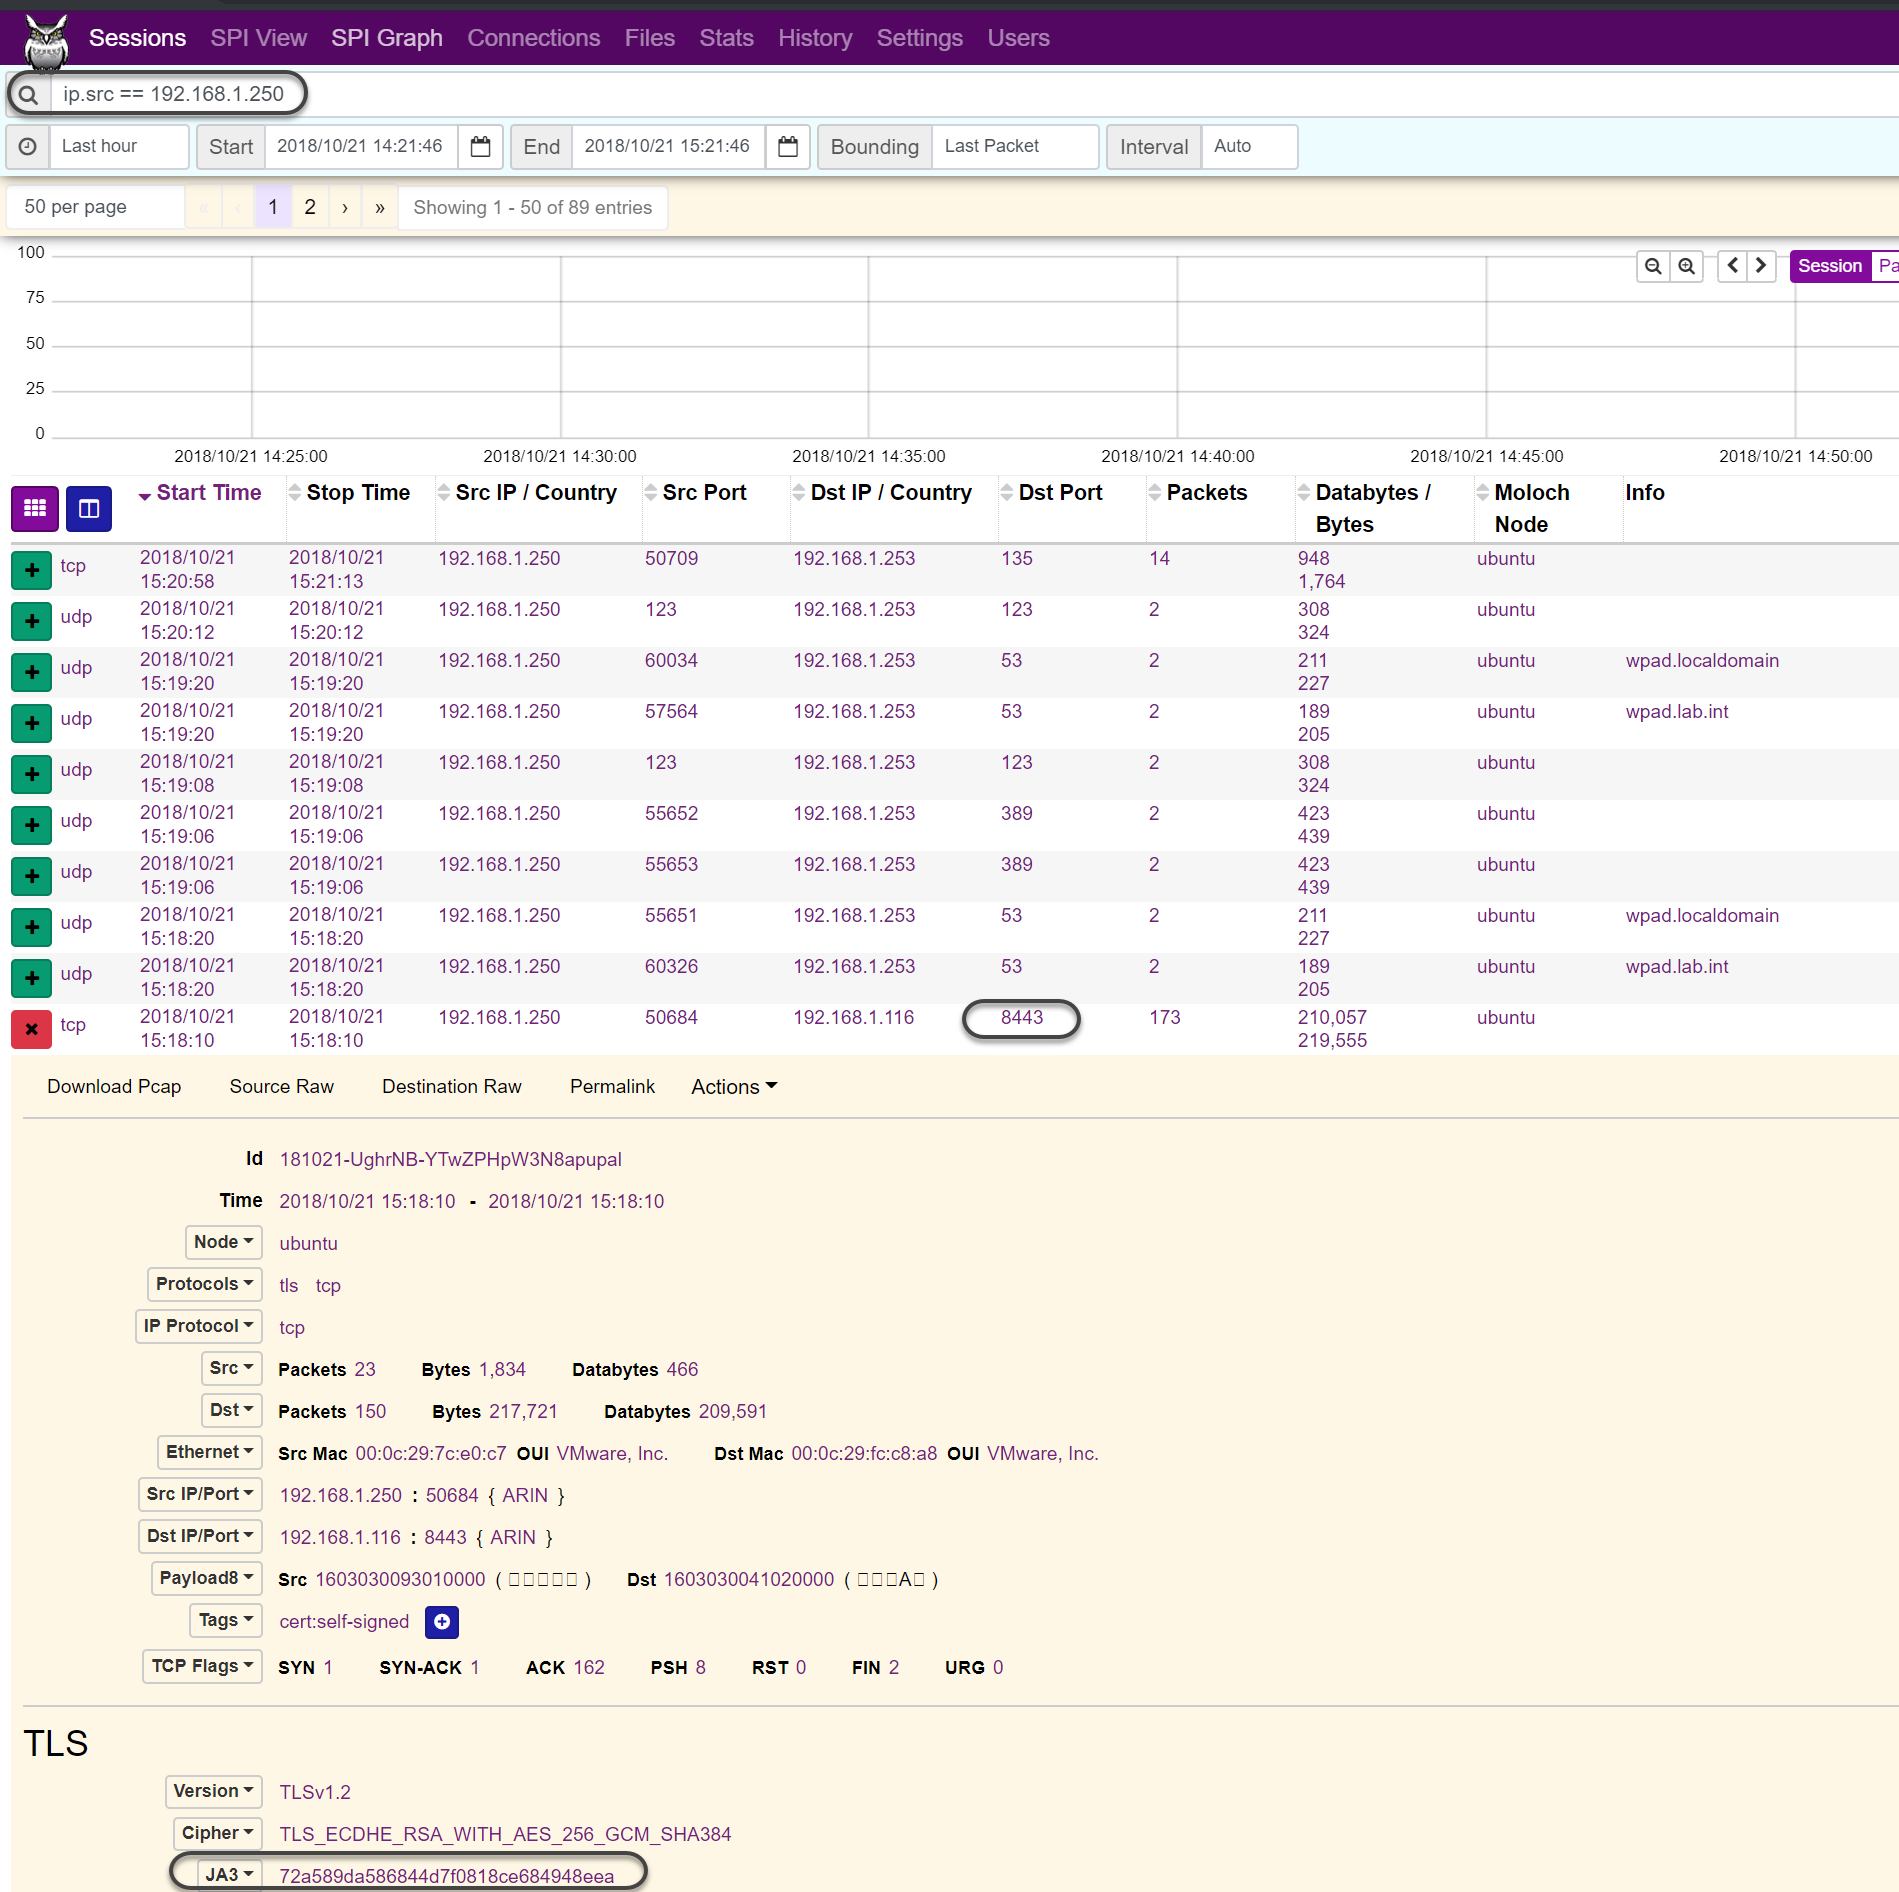 Sessions SPI View SPI Graph Connections Files Stats History Settings Users
ip.src == 192.168.1.250
Last hour Start 2018/10/21 14:21:46 End 2018/10/21 15:21:46 Bounding Last Packet Interval Auto
50 per page « ‹ 1 2 › » Showing 1 - 50 of 89 entries
100
75
50
25
0
Session Pa
2018/10/21 14:25:00 2018/10/21 14:30:00 2018/10/21 14:35:00 2018/10/21 14:40:00 2018/10/21 14:45:00 2018/10/21 14:50:00
Start Time Stop Time Src IP / Country Src Port Dst IP / Country Dst Port Packets Databytes / Moloch Info
Bytes Node
tcp 2018/10/21 2018/10/21 192.168.1.250 50709 192.168.1.253 135 14 948 ubuntu
15:20:58 15:21:13 1,764
udp 2018/10/21 2018/10/21 192.168.1.250 123 192.168.1.253 123 2 308 ubuntu
15:20:12 15:20:12 324
udp 2018/10/21 2018/10/21 192.168.1.250 60034 192.168.1.253 53 2 211 ubuntu wpad.localdomain
15:19:20 15:19:20 227
udp 2018/10/21 2018/10/21 192.168.1.250 57564 192.168.1.253 53 2 189 ubuntu wpad.lab.int
15:19:20 15:19:20 205
udp 2018/10/21 2018/10/21 192.168.1.250 123 192.168.1.253 123 2 308 ubuntu
15:19:08 15:19:08 324
udp 2018/10/21 2018/10/21 192.168.1.250 55652 192.168.1.253 389 2 423 ubuntu
15:19:06 15:19:06 439
udp 2018/10/21 2018/10/21 192.168.1.250 55653 192.168.1.253 389 2 423 ubuntu
15:19:06 15:19:06 439
udp 2018/10/21 2018/10/21 192.168.1.250 55651 192.168.1.253 53 2 211 ubuntu wpad.localdomain
15:18:20 15:18:20 227
udp 2018/10/21 2018/10/21 192.168.1.250 60326 192.168.1.253 53 2 189 ubuntu wpad.lab.int
15:18:20 15:18:20 205
tcp 2018/10/21 2018/10/21 192.168.1.250 50684 192.168.1.116 8443 173 210,057 ubuntu
15:18:10 15:18:10 219,555
Download Pcap Source Raw Destination Raw Permalink Actions
Id 181021-UghrNB-YTwZPHpW3N8apupal
Time 2018/10/21 15:18:10 - 2018/10/21 15:18:10
Node ubuntu
Protocols tls tcp
IP Protocol tcp
Src Packets 23 Bytes 1,834 Databytes 466
Dst Packets 150 Bytes 217,721 Databytes 209,591
Ethernet Src Mac 00:0c:29:7c:e0:c7 OUI VMware, Inc. Dst Mac 00:0c:29:fc:c8:a8 OUI VMware, Inc.
Src IP/Port 192.168.1.250 : 50684 { ARIN }
Dst IP/Port 192.168.1.116 : 8443 { ARIN }
Payload8 Src 1603030093010000 ( □□□□□ ) Dst 1603030041020000 ( □□□A□ )
Tags cert:self-signed
TCP Flags SYN 1 SYN-ACK 1 ACK 162 PSH 8 RST 0 FIN 2 URG 0
TLS
Version TLSv1.2
Cipher TLS_ECDHE_RSA_WITH_AES_256_GCM_SHA384
JA3 72a589da586844d7f0818ce684948eea